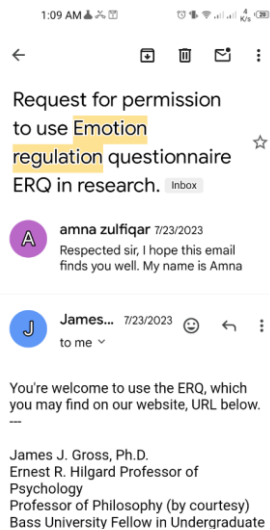 1:09 AM
4
K/s
28
Request for permission
to use Emotion
regulation questionnaire
ERQ in research. Inbox
A
amna zulfiqar 7/23/2023
Respected sir, I hope this email
finds you well. My name is Amna
J
James... 7/23/2023
to me
You're welcome to use the ERQ, which
you may find on our website, URL below.
---
James J. Gross, Ph.D.
Ernest R. Hilgard Professor of
Psychology
Professor of Philosophy (by courtesy)
Bass University Fellow in Undergraduate